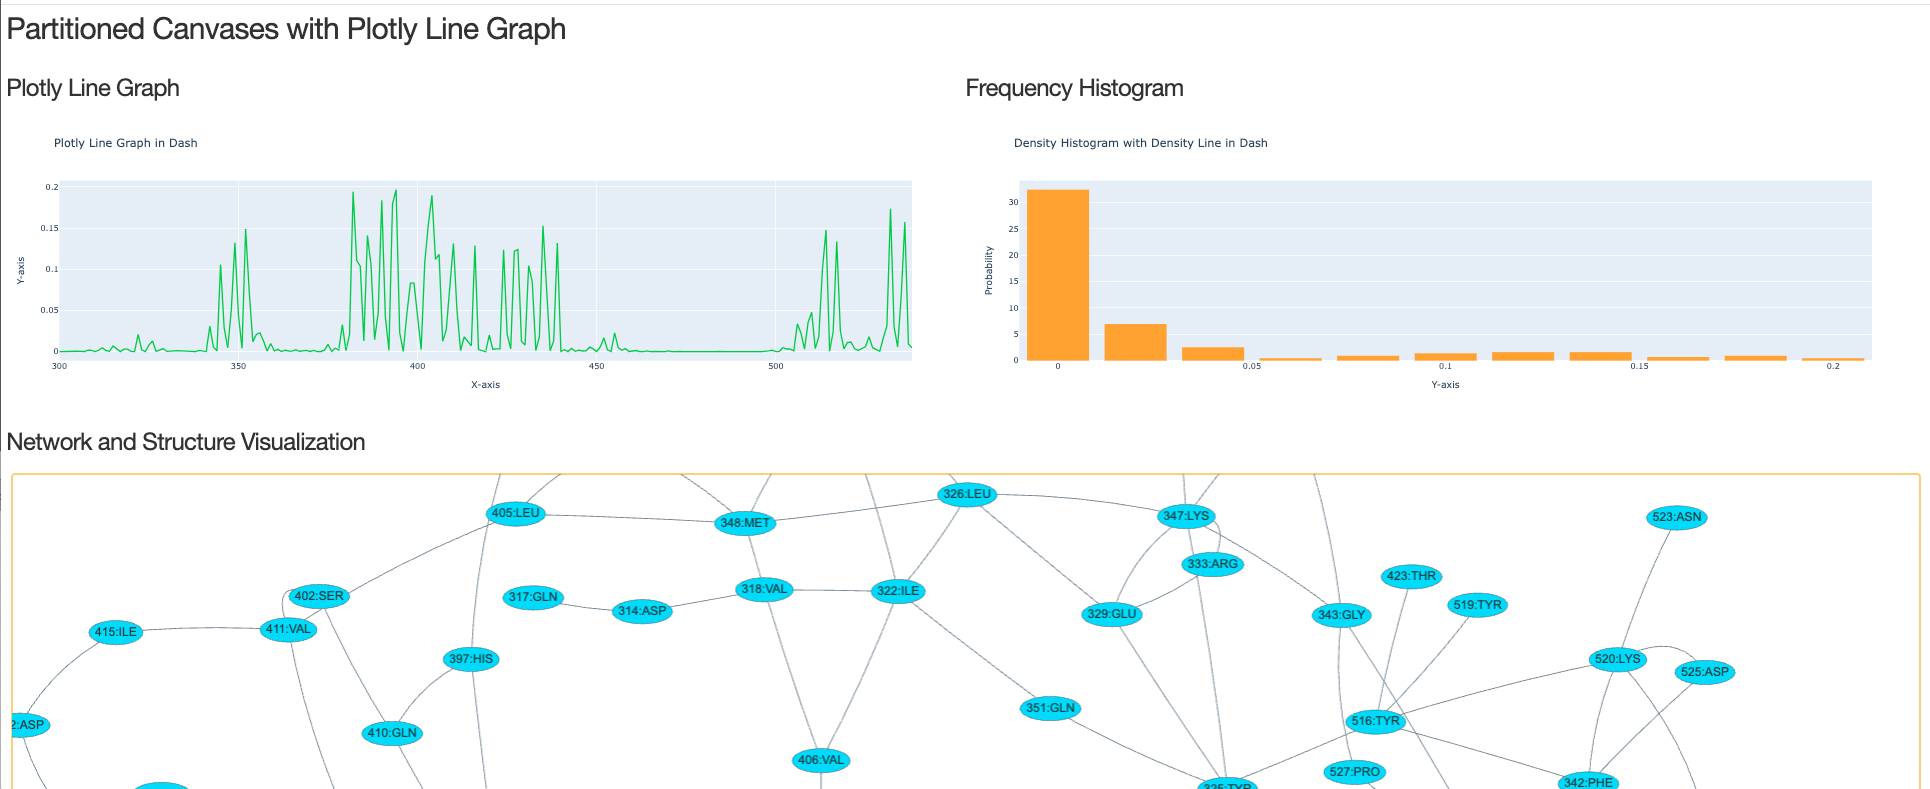 Partitioned Canvases with Plotly Line Graph
Plotly Line Graph
Plotly Line Graph in Dash
0.2
0.15
0.1
0.05
0
Y-axis
300
350
400
450
500
X-axis
Frequency Histogram
Density Histogram with Density Line in Dash
30
25
20
15
10
5
0
Probability
0
0.05
0.1
0.15
0.2
Y-axis
Network and Structure Visualization
326:LEU
405:LEU
348:MET
347:LYS
523:ASN
333:ARG
423:THR
402:SER
317:GLN
318:VAL
322:ILE
519:TYR
314:ASP
329:GLU
343:GLY
415:ILE
411:VAL
397:HIS
520:LYS
525:ASP
351:GLN
2:ASP
516:TYR
410:GLN
406:VAL
527:PRO
342:PHE